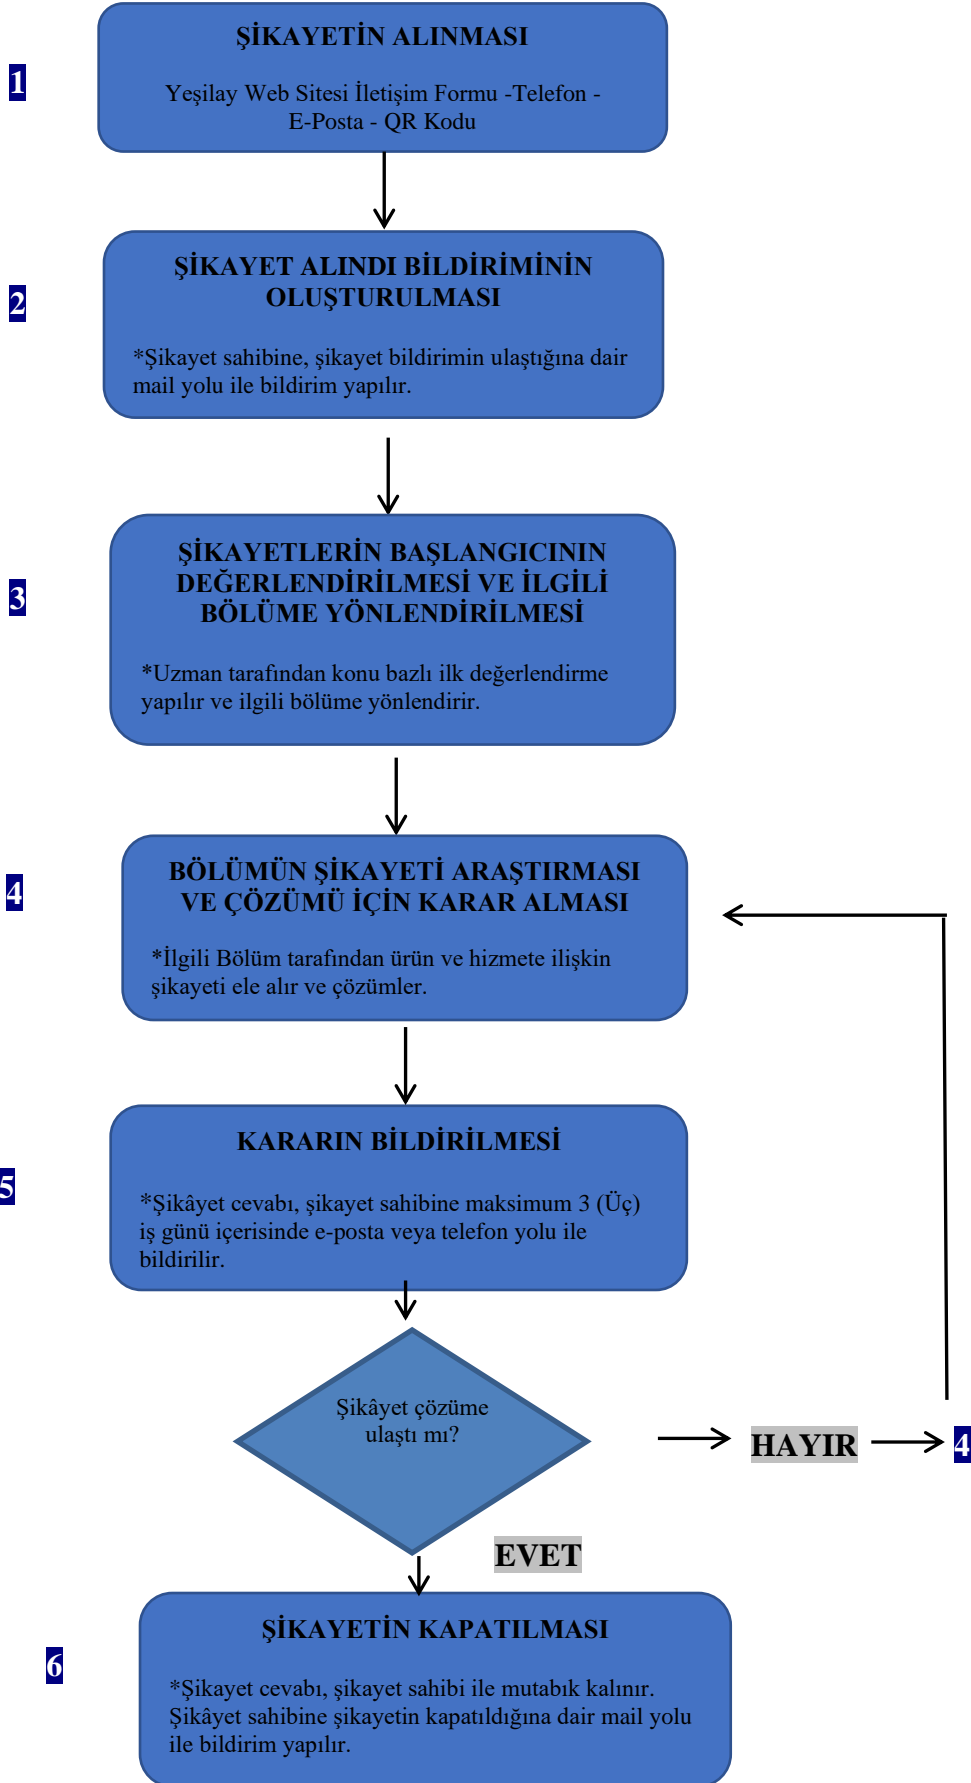 1
ŞİKAYETİN ALINMASI
Yeşilay Web Sitesi İletişim Formu -Telefon -
E-Posta - QR Kodu
2
ŞİKAYET ALINDI BİLDİRİMİNİN
OLUŞTURULMASI
*Şikayet sahibine, şikayet bildirimin ulaştığına dair
mail yolu ile bildirim yapılır.
3
ŞİKAYETLERİN BAŞLANGICININ
DEĞERLENDİRİLMESİ VE İLGİLİ
BÖLÜME YÖNLENDİRİLMESİ
*Uzman tarafından konu bazlı ilk değerlendirme
yapılır ve ilgili bölüme yönlendirir.
4
BÖLÜMÜN ŞİKAYETİ ARAŞTIRMASI
VE ÇÖZÜMÜ İÇİN KARAR ALMASI
*İlgili Bölüm tarafından ürün ve hizmete ilişkin
şikayeti ele alır ve çözümler.
5
KARARIN BİLDİRİLMESİ
*Şikâyet cevabı, şikayet sahibine maksimum 3 (Üç)
iş günü içerisinde e-posta veya telefon yolu ile
bildirilir.
Şikâyet çözüme
ulaştı mı?
HAYIR
4
EVET
6
ŞİKAYETİN KAPATILMASI
*Şikayet cevabı, şikayet sahibi ile mutabık kalınır.
Şikâyet sahibine şikayetin kapatıldığına dair mail yolu
ile bildirim yapılır.